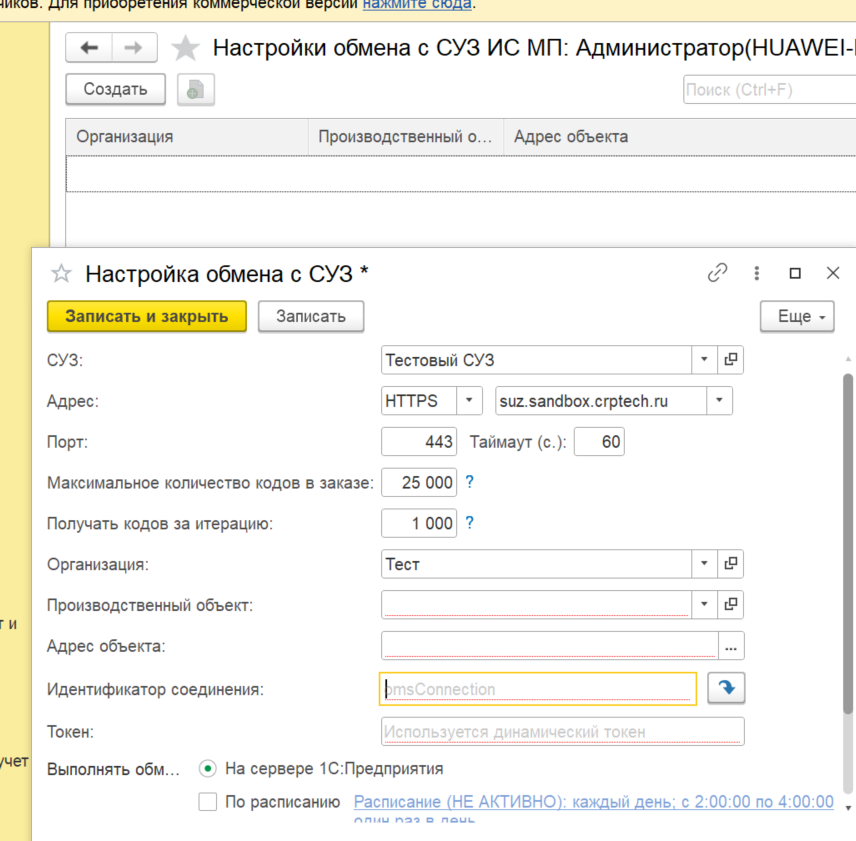 Для приобретения коммерческой версии нажмите сюда.
Настройки обмена с СУЗ ИС МП: Администратор(HUAWEI-
Создать
Поиск (Ctrl+F)
Организация Производственный о... Адрес объекта
Настройка обмена с СУЗ *
Записать и закрыть Записать Еще
СУЗ: Тестовый СУЗ
Адрес: HTTPS suz.sandbox.crptech.ru
Порт: 443 Таймаут (с.): 60
Максимальное количество кодов в заказе: 25 000 ?
Получать кодов за итерацию: 1 000 ?
Организация: Тест
Производственный объект:
т и
Адрес объекта: ...
Идентификатор соединения: omsConnection
Токен: Используется динамический токен
учет
Выполнять обм... На сервере 1С:Предприятия
По расписанию Расписание (НЕ АКТИВНО): каждый день; с 2:00:00 по 4:00:00
один раз в день